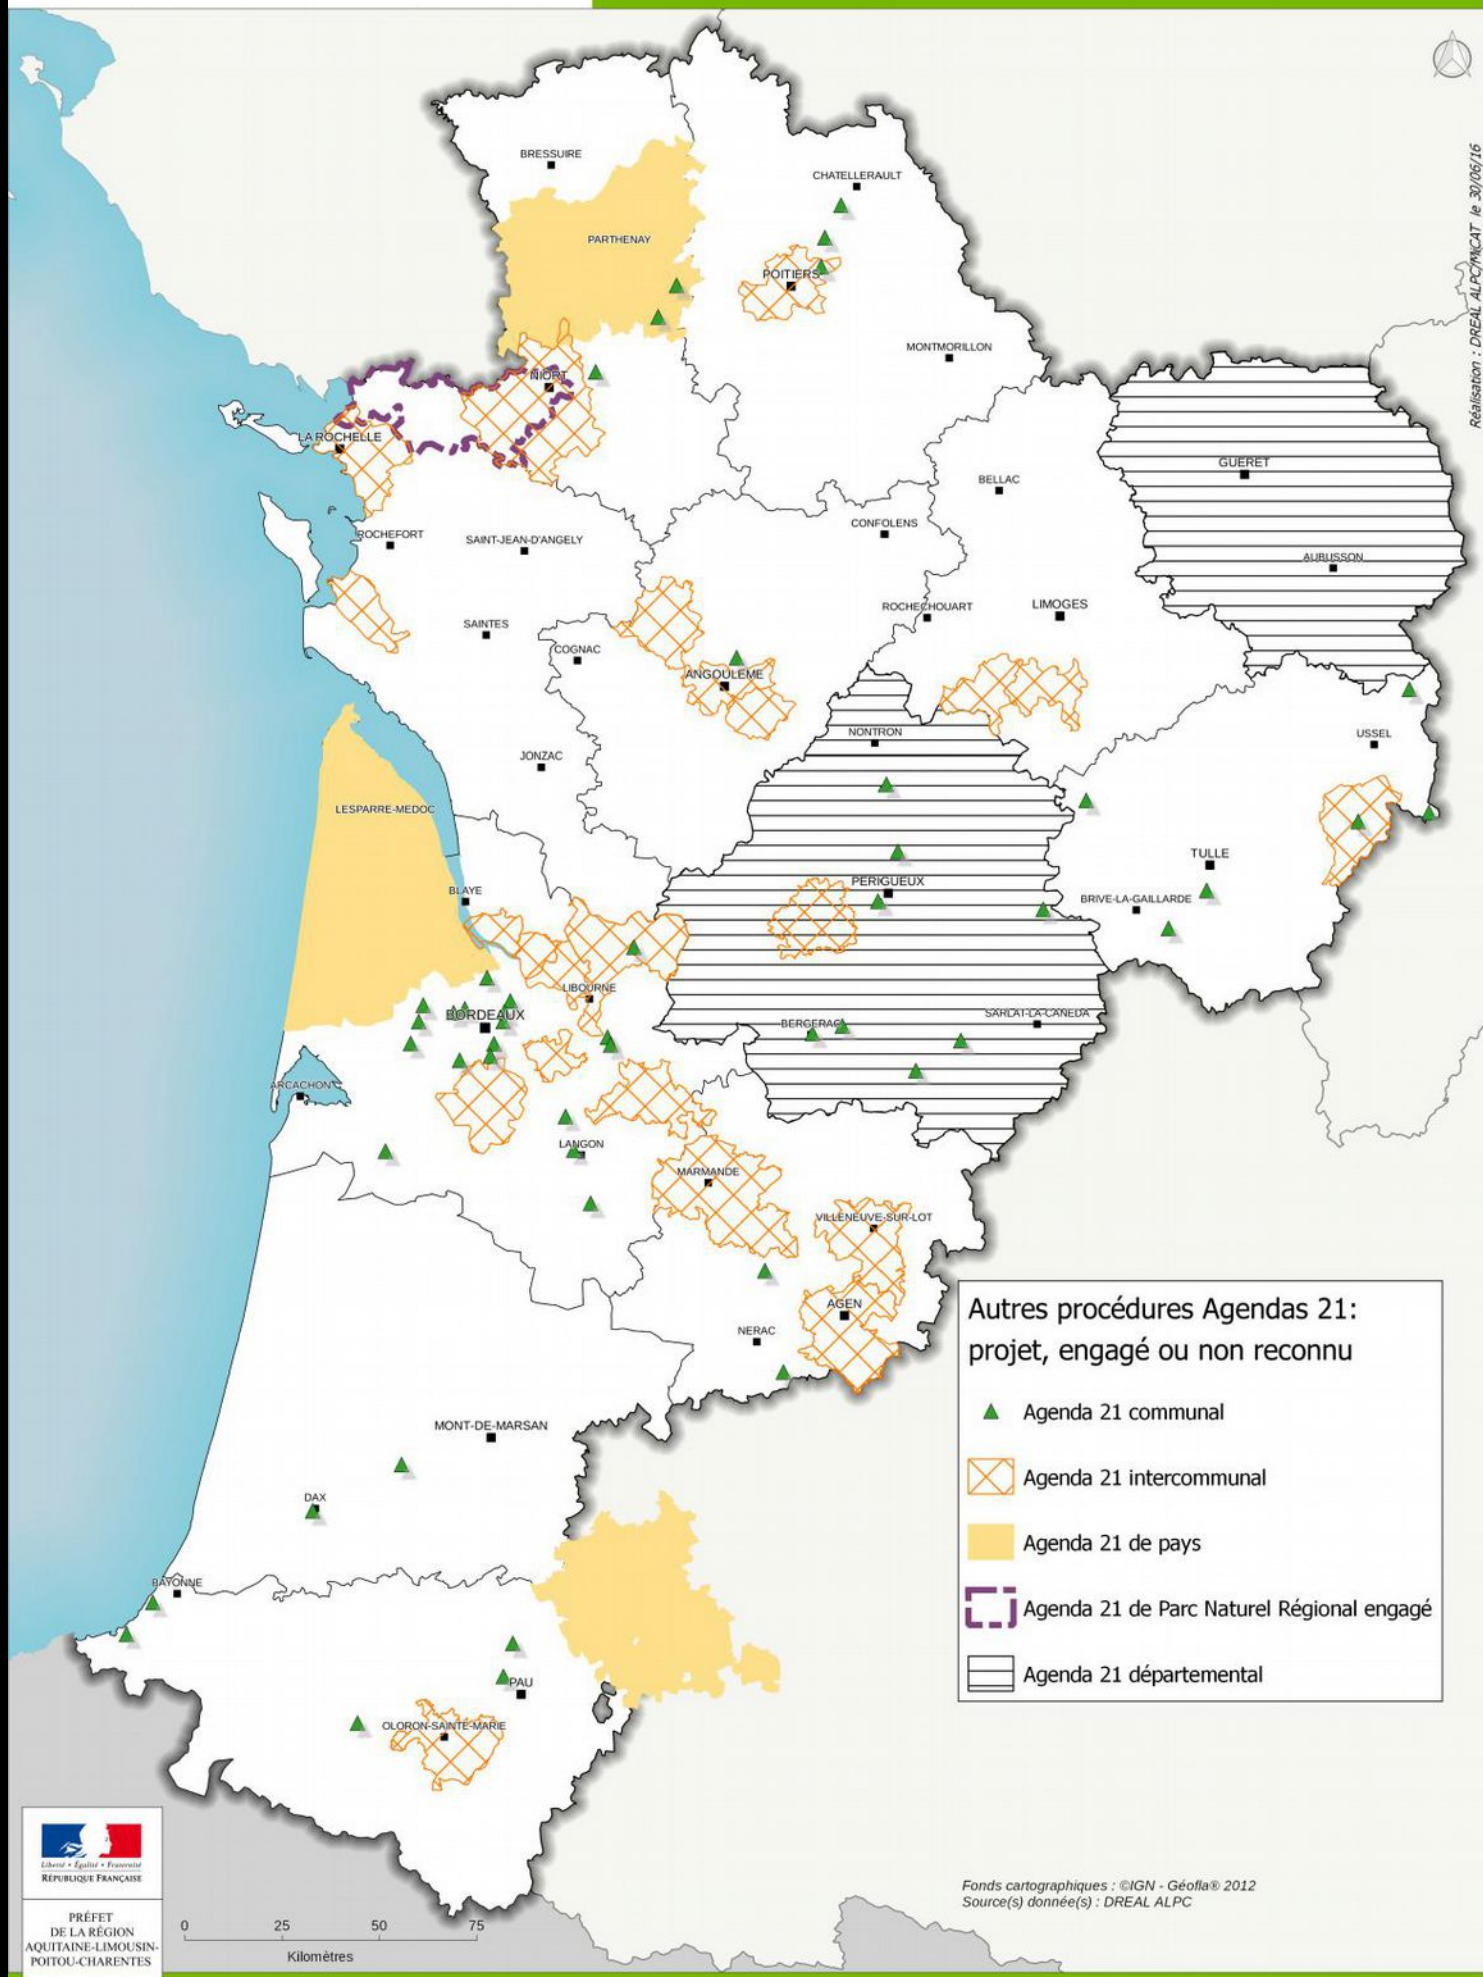 Réalisation : DREAL ALPC/MiCAT le 30/06/16
BRESSUIRE
CHATELLERAULT
PARTHENAY
POITIERS
MONTMORILLON
NIORT
LA ROCHELLE
GUERET
BELLAC
CONFOLENS
ROCHEFORT
SAINT-JEAN-D'ANGELY
AUBUSSON
ROCHECHOUART
LIMOGES
SAINTES
COGNAC
ANGOULEME
NONTRON
USSEL
JONZAC
LESPARRE-MEDOC
TULLE
PERIGUEUX
BLAYE
BRIVE-LA-GAILLARDE
LIBOURNE
BORDEAUX
BERGERAC
SARLAT-LA-CANEDA
ARCACHON
LANGON
MARMANDE
VILLENEUVE-SUR-LOT
AGEN
NERAC
MONT-DE-MARSAN
DAX
BAYONNE
PAU
OLORON-SAINTE-MARIE
Autres procédures Agendas 21:
projet, engagé ou non reconnu
Agenda 21 communal
Agenda 21 intercommunal
Agenda 21 de pays
Agenda 21 de Parc Naturel Régional engagé
Agenda 21 départemental
Liberté • Égalité • Fraternité
RÉPUBLIQUE FRANÇAISE
PRÉFET
DE LA RÉGION
AQUITAINE-LIMOUSIN-
POITOU-CHARENTES
0 25 50 75
Kilomètres
Fonds cartographiques : ©IGN - Géofla® 2012
Source(s) donnée(s) : DREAL ALPC